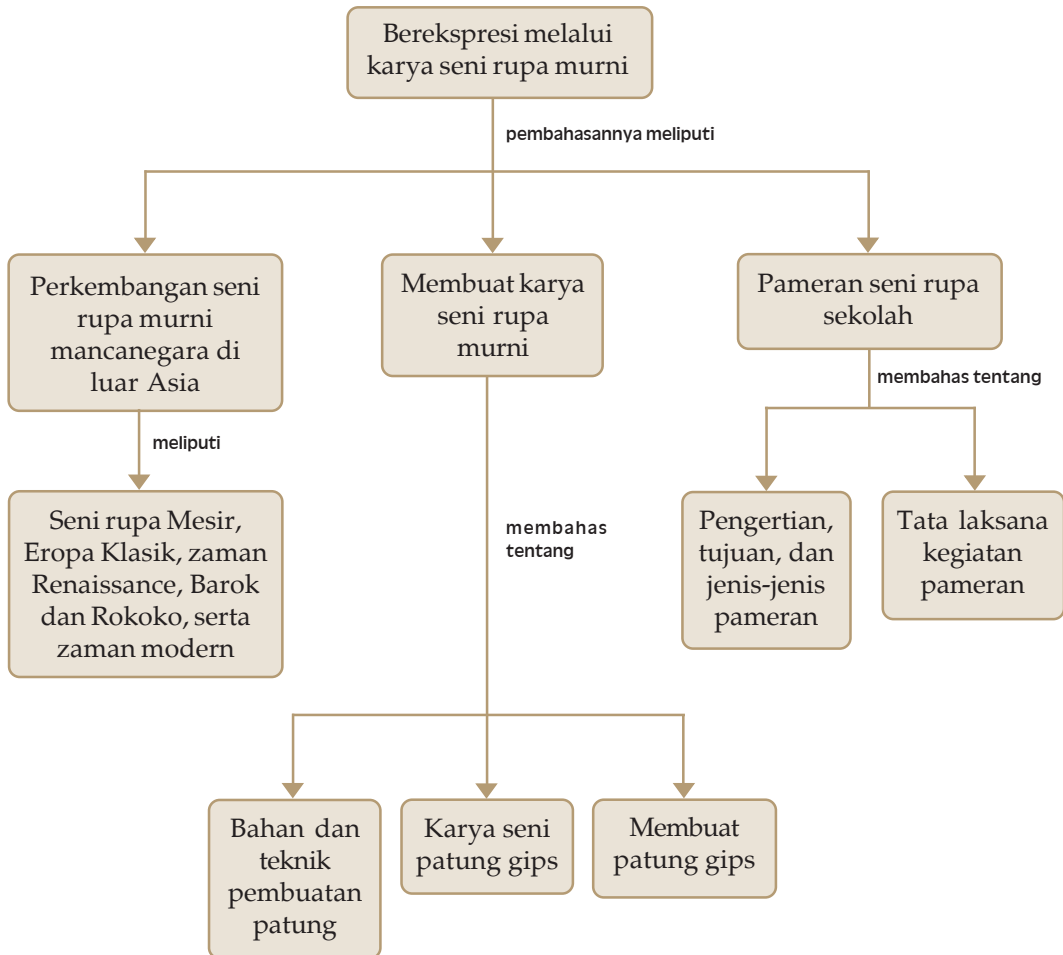 Berekspresi melalui
karya seni rupa murni
pembahasannya meliputi
Perkembangan seni
rupa murni
mancanegara di
luar Asia
Membuat karya
seni rupa
murni
Pameran seni rupa
sekolah
meliputi
membahas tentang
Seni rupa Mesir,
Eropa Klasik, zaman
Renaissance, Barok
dan Rokoko, serta
zaman modern
membahas
tentang
Pengertian,
tujuan, dan
jenis-jenis
pameran
Tata laksana
kegiatan
pameran
Bahan dan
teknik
pembuatan
patung
Karya seni
patung gips
Membuat
patung gips